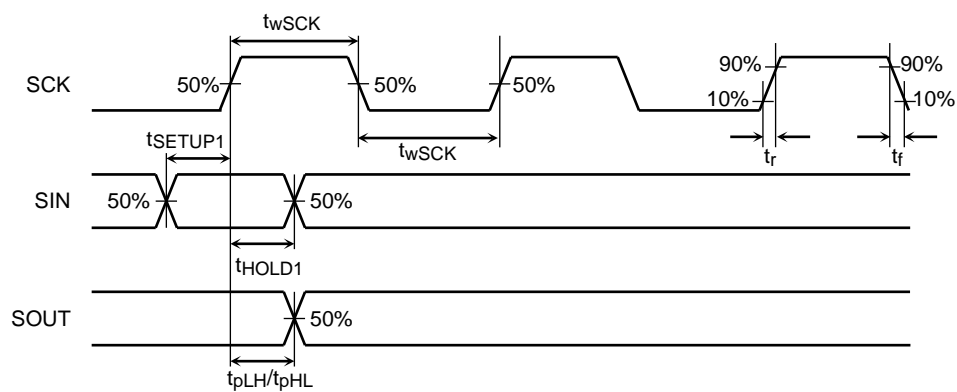 twSCK
SCK
50%
50%
50%
90%
90%
10%
10%
tSETUP1
twSCK
tr
tf
SIN
50%
50%
tHOLD1
SOUT
50%
tpLH/tpHL